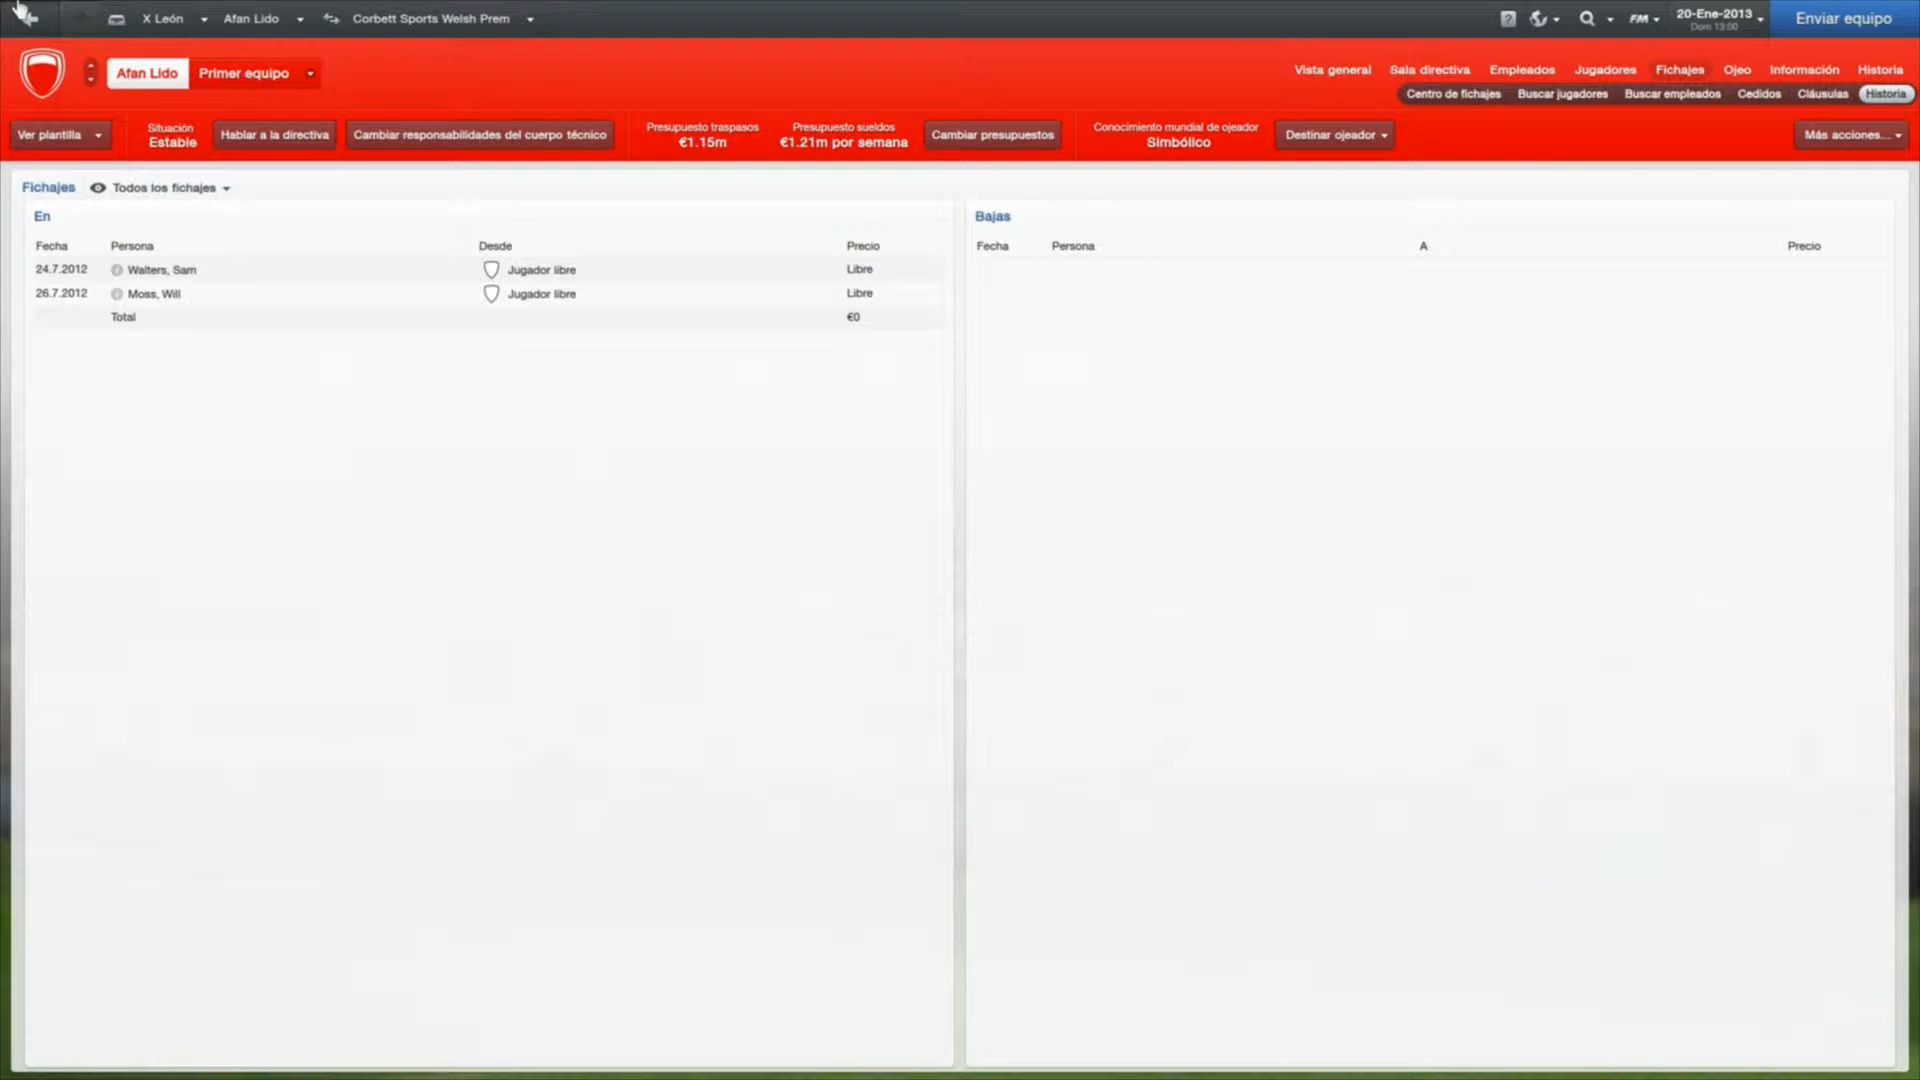 X León Afan Lido Corbett Sports Welsh Prem FM 20-Ene-2013 Enviar equipo
Dom 13:00
Afan Lido Primer equipo Vista general Sala directiva Empleados Jugadores Fichajes Ojeo Información Historia
Centro de fichajes Buscar jugadores Buscar empleados Cedidos Cláusulas Historia
Ver plantilla Situación Hablar a la directiva Cambiar responsabilidades del cuerpo técnico Presupuesto traspasos Presupuesto sueldos Cambiar presupuestos Conocimiento mundial de ojeador Destinar ojeador Más acciones...
Estable €1.15m €1.21m por semana Simbólico
Fichajes Todos los fichajes
En Bajas
Fecha Persona Desde Precio Fecha Persona A Precio
24.7.2012 Walters, Sam Jugador libre Libre
26.7.2012 Moss, Will Jugador libre Libre
Total €0